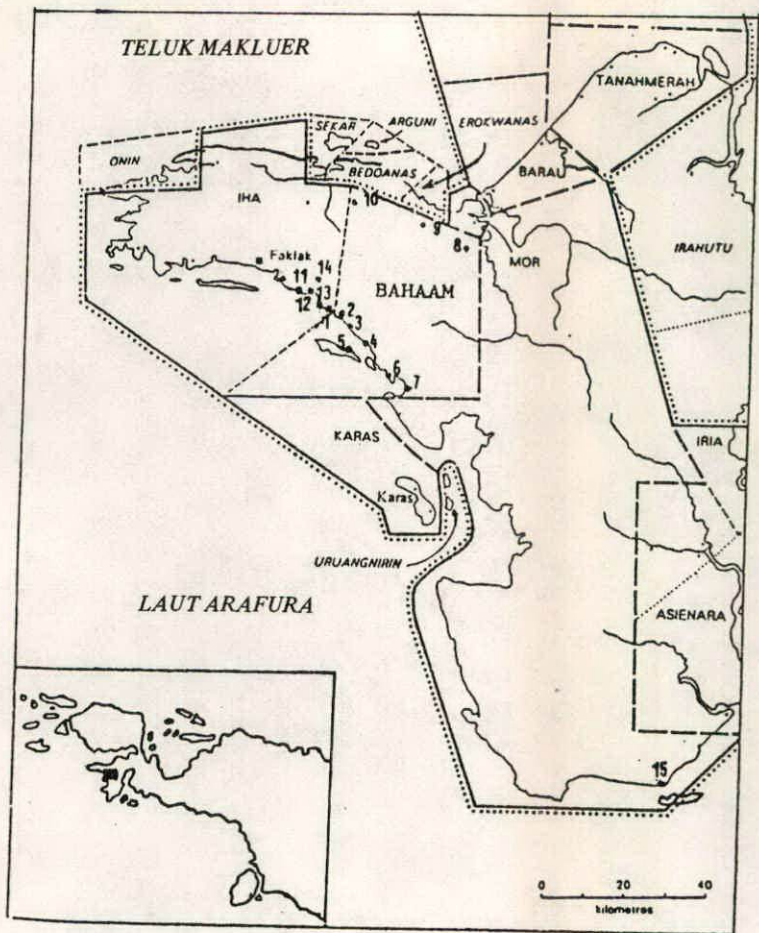 TELUK MAKLUER
TANAHMERAH
SEKAR
ARGUNI
EROKWANAS
ONIN
BEDOANAS
BARAU
IHA
10
9
8
IRAHUTU
MOR
Faklak
14
11
BAHAAM
13
12
1
2
3
4
5
6
7
KARAS
IRIA
Karas
URUANGNIRIN
LAUT ARAFURA
ASIENARA
15
0 20 40
kilometres